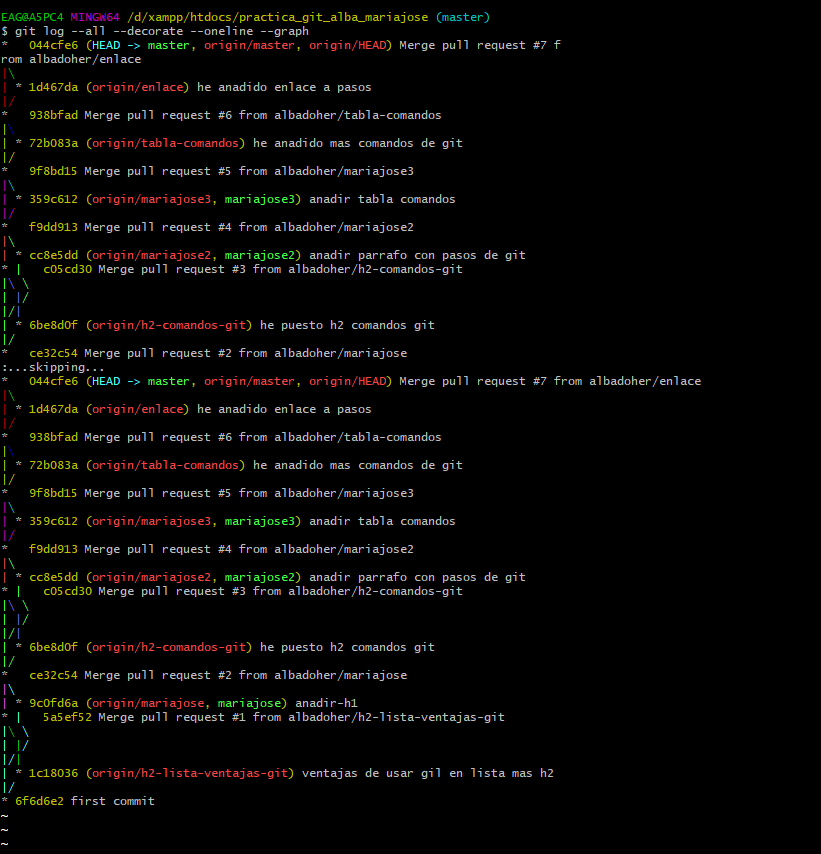 EAG@A5PC4 MINGW64 /d/xampp/htdocs/practica_git_alba_mariajose (master)
$ git log --all --decorate --oneline --graph
*   044cfe6 (HEAD -> master, origin/master, origin/HEAD) Merge pull request #7 f
rom albadoher/enlace
|\
| * 1d467da (origin/enlace) he anadido enlace a pasos
|/
*   938bfad Merge pull request #6 from albadoher/tabla-comandos
|\
| * 72b083a (origin/tabla-comandos) he anadido mas comandos de git
|/
*   9f8bd15 Merge pull request #5 from albadoher/mariajose3
|\
| * 359c612 (origin/mariajose3, mariajose3) anadir tabla comandos
|/
*   f9dd913 Merge pull request #4 from albadoher/mariajose2
|\
| * cc8e5dd (origin/mariajose2, mariajose2) anadir parrafo con pasos de git
* |   c05cd30 Merge pull request #3 from albadoher/h2-comandos-git
|\ \
| |/
|/|
| * 6be8d0f (origin/h2-comandos-git) he puesto h2 comandos git
|/
*   ce32c54 Merge pull request #2 from albadoher/mariajose
:...skipping...
*   044cfe6 (HEAD -> master, origin/master, origin/HEAD) Merge pull request #7 from albadoher/enlace
|\
| * 1d467da (origin/enlace) he anadido enlace a pasos
|/
*   938bfad Merge pull request #6 from albadoher/tabla-comandos
|\
| * 72b083a (origin/tabla-comandos) he anadido mas comandos de git
|/
*   9f8bd15 Merge pull request #5 from albadoher/mariajose3
|\
| * 359c612 (origin/mariajose3, mariajose3) anadir tabla comandos
|/
*   f9dd913 Merge pull request #4 from albadoher/mariajose2
|\
| * cc8e5dd (origin/mariajose2, mariajose2) anadir parrafo con pasos de git
* |   c05cd30 Merge pull request #3 from albadoher/h2-comandos-git
|\ \
| |/
|/|
| * 6be8d0f (origin/h2-comandos-git) he puesto h2 comandos git
|/
*   ce32c54 Merge pull request #2 from albadoher/mariajose
|\
| * 9c0fd6a (origin/mariajose, mariajose) anadir-h1
* |   5a5ef52 Merge pull request #1 from albadoher/h2-lista-ventajas-git
|\ \
| |/
|/|
| * 1c18036 (origin/h2-lista-ventajas-git) ventajas de usar gil en lista mas h2
|/
* 6f6d6e2 first commit
~
~
~